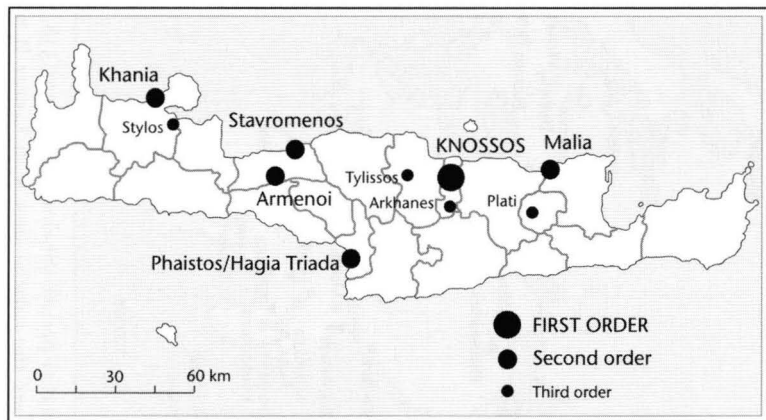 Khania
Stylos
Stavromenos
KNOSSOS
Malia
Tylissos
Armenoi
Arkhanes
Plati
Phaistos/Hagia Triada
FIRST ORDER
Second order
Third order
0 30 60 km